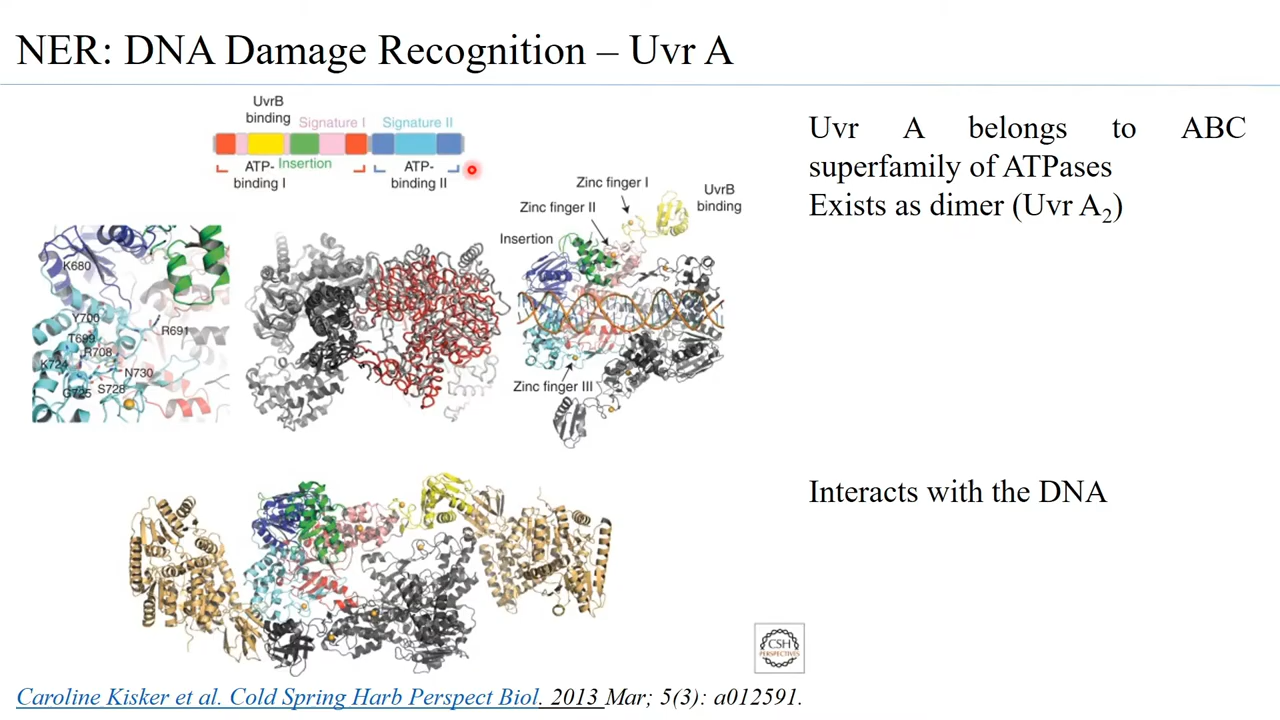 NER: DNA Damage Recognition – Uvr A
UvrB
binding
Signature I
Signature II
ATP-
binding I
Insertion
ATP-
binding II
Uvr A belongs to ABC
superfamily of ATPases
Exists as dimer (Uvr A₂)
K680
Y700
T699
R708
R691
K724
N730
G725
S728
Zinc finger I
Zinc finger II
UvrB
binding
Insertion
Zinc finger III
Interacts with the DNA
CSH
PERSPECTIVES
Caroline Kisker et al. Cold Spring Harb Perspect Biol. 2013 Mar; 5(3): a012591.